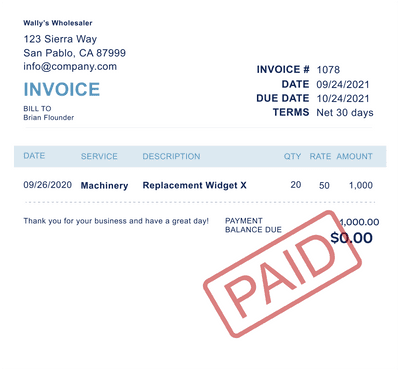 Wally's Wholesaler
123 Sierra Way
San Pablo, CA 87999
info@company.com
INVOICE
BILL TO
Brian Flounder
INVOICE # 1078
DATE 09/24/2021
DUE DATE 10/24/2021
TERMS Net 30 days
DATE SERVICE DESCRIPTION QTY RATE AMOUNT
09/26/2020 Machinery Replacement Widget X 20 50 1,000
Thank you for your business and have a great day!
PAYMENT 1,000.00
BALANCE DUE $0.00
PAID